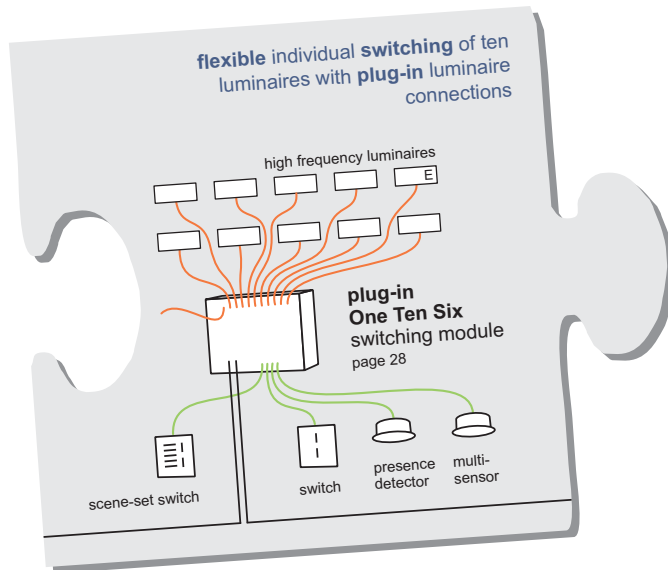 flexible individual switching of ten
luminaires with plug-in luminaire
connections
high frequency luminaires
E
plug-in
One Ten Six
switching module
page 28
scene-set switch
switch
presence
detector
multi-
sensor